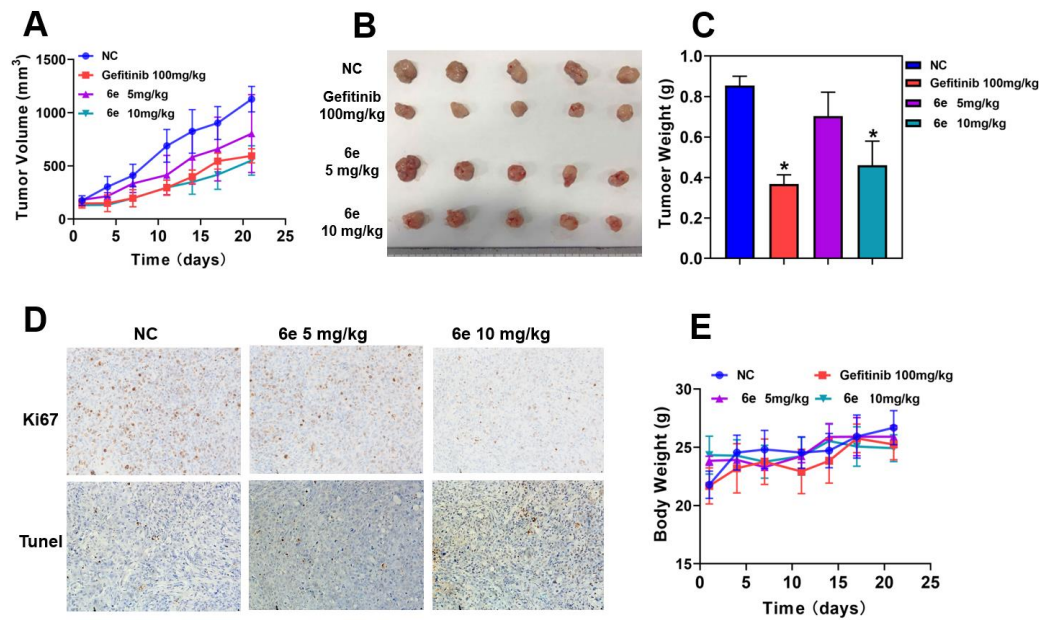 A
Tumor Volume (mm³)
1500
1000
500
0
0
5
10
15
20
25
Time (days)
NC
Gefitinib 100mg/kg
6e 5mg/kg
6e 10mg/kg
B
NC
Gefitinib
100mg/kg
6e
5 mg/kg
6e
10 mg/kg
C
Tumoer Weight (g)
1.0
0.8
0.6
0.4
0.2
0.0
*
*
NC
Gefitinib 100mg/kg
6e 5mg/kg
6e 10mg/kg
D
NC
6e 5 mg/kg
6e 10 mg/kg
Ki67
Tunel
E
NC
Gefitinib 100mg/kg
6e 5mg/kg
6e 10mg/kg
Body Weight (g)
30
25
20
15
0
5
10
15
20
25
Time (days)